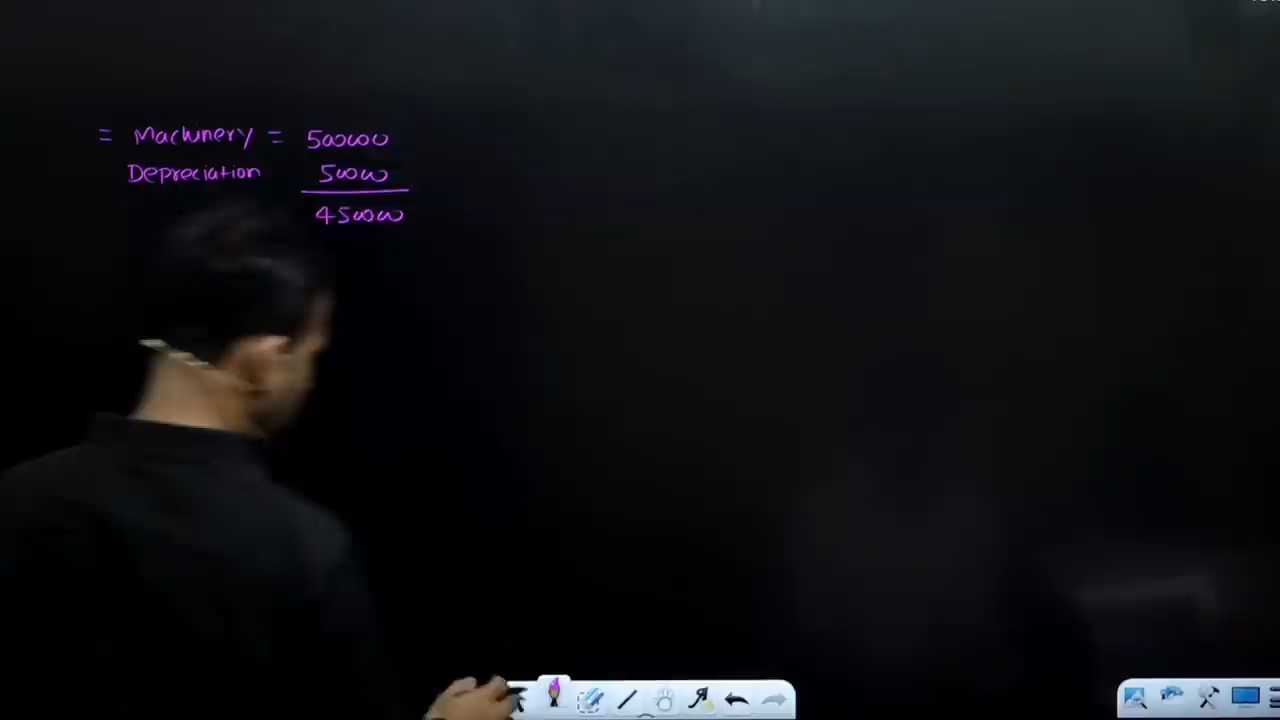 = Machinery = 500000
Depreciation 50000
450000